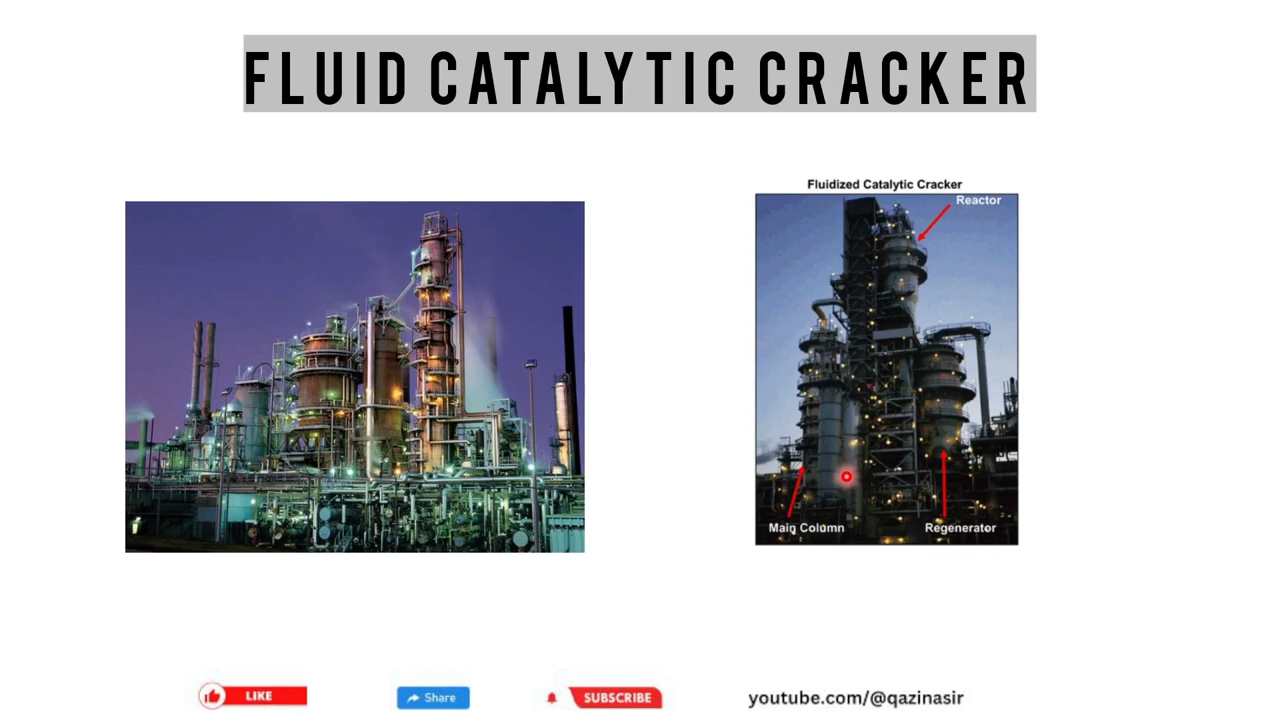 FLUID CATALYTIC CRACKER
Fluidized Catalytic Cracker
Reactor
Main Column
Regenerator
LIKE
Share
SUBSCRIBE
youtube.com/@qazinasir